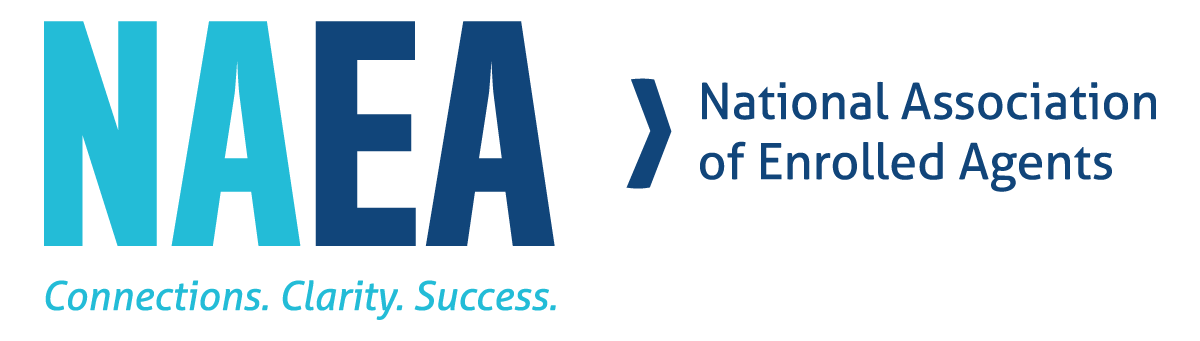 NAEA
Connections. Clarity. Success.
National Association
of Enrolled Agents